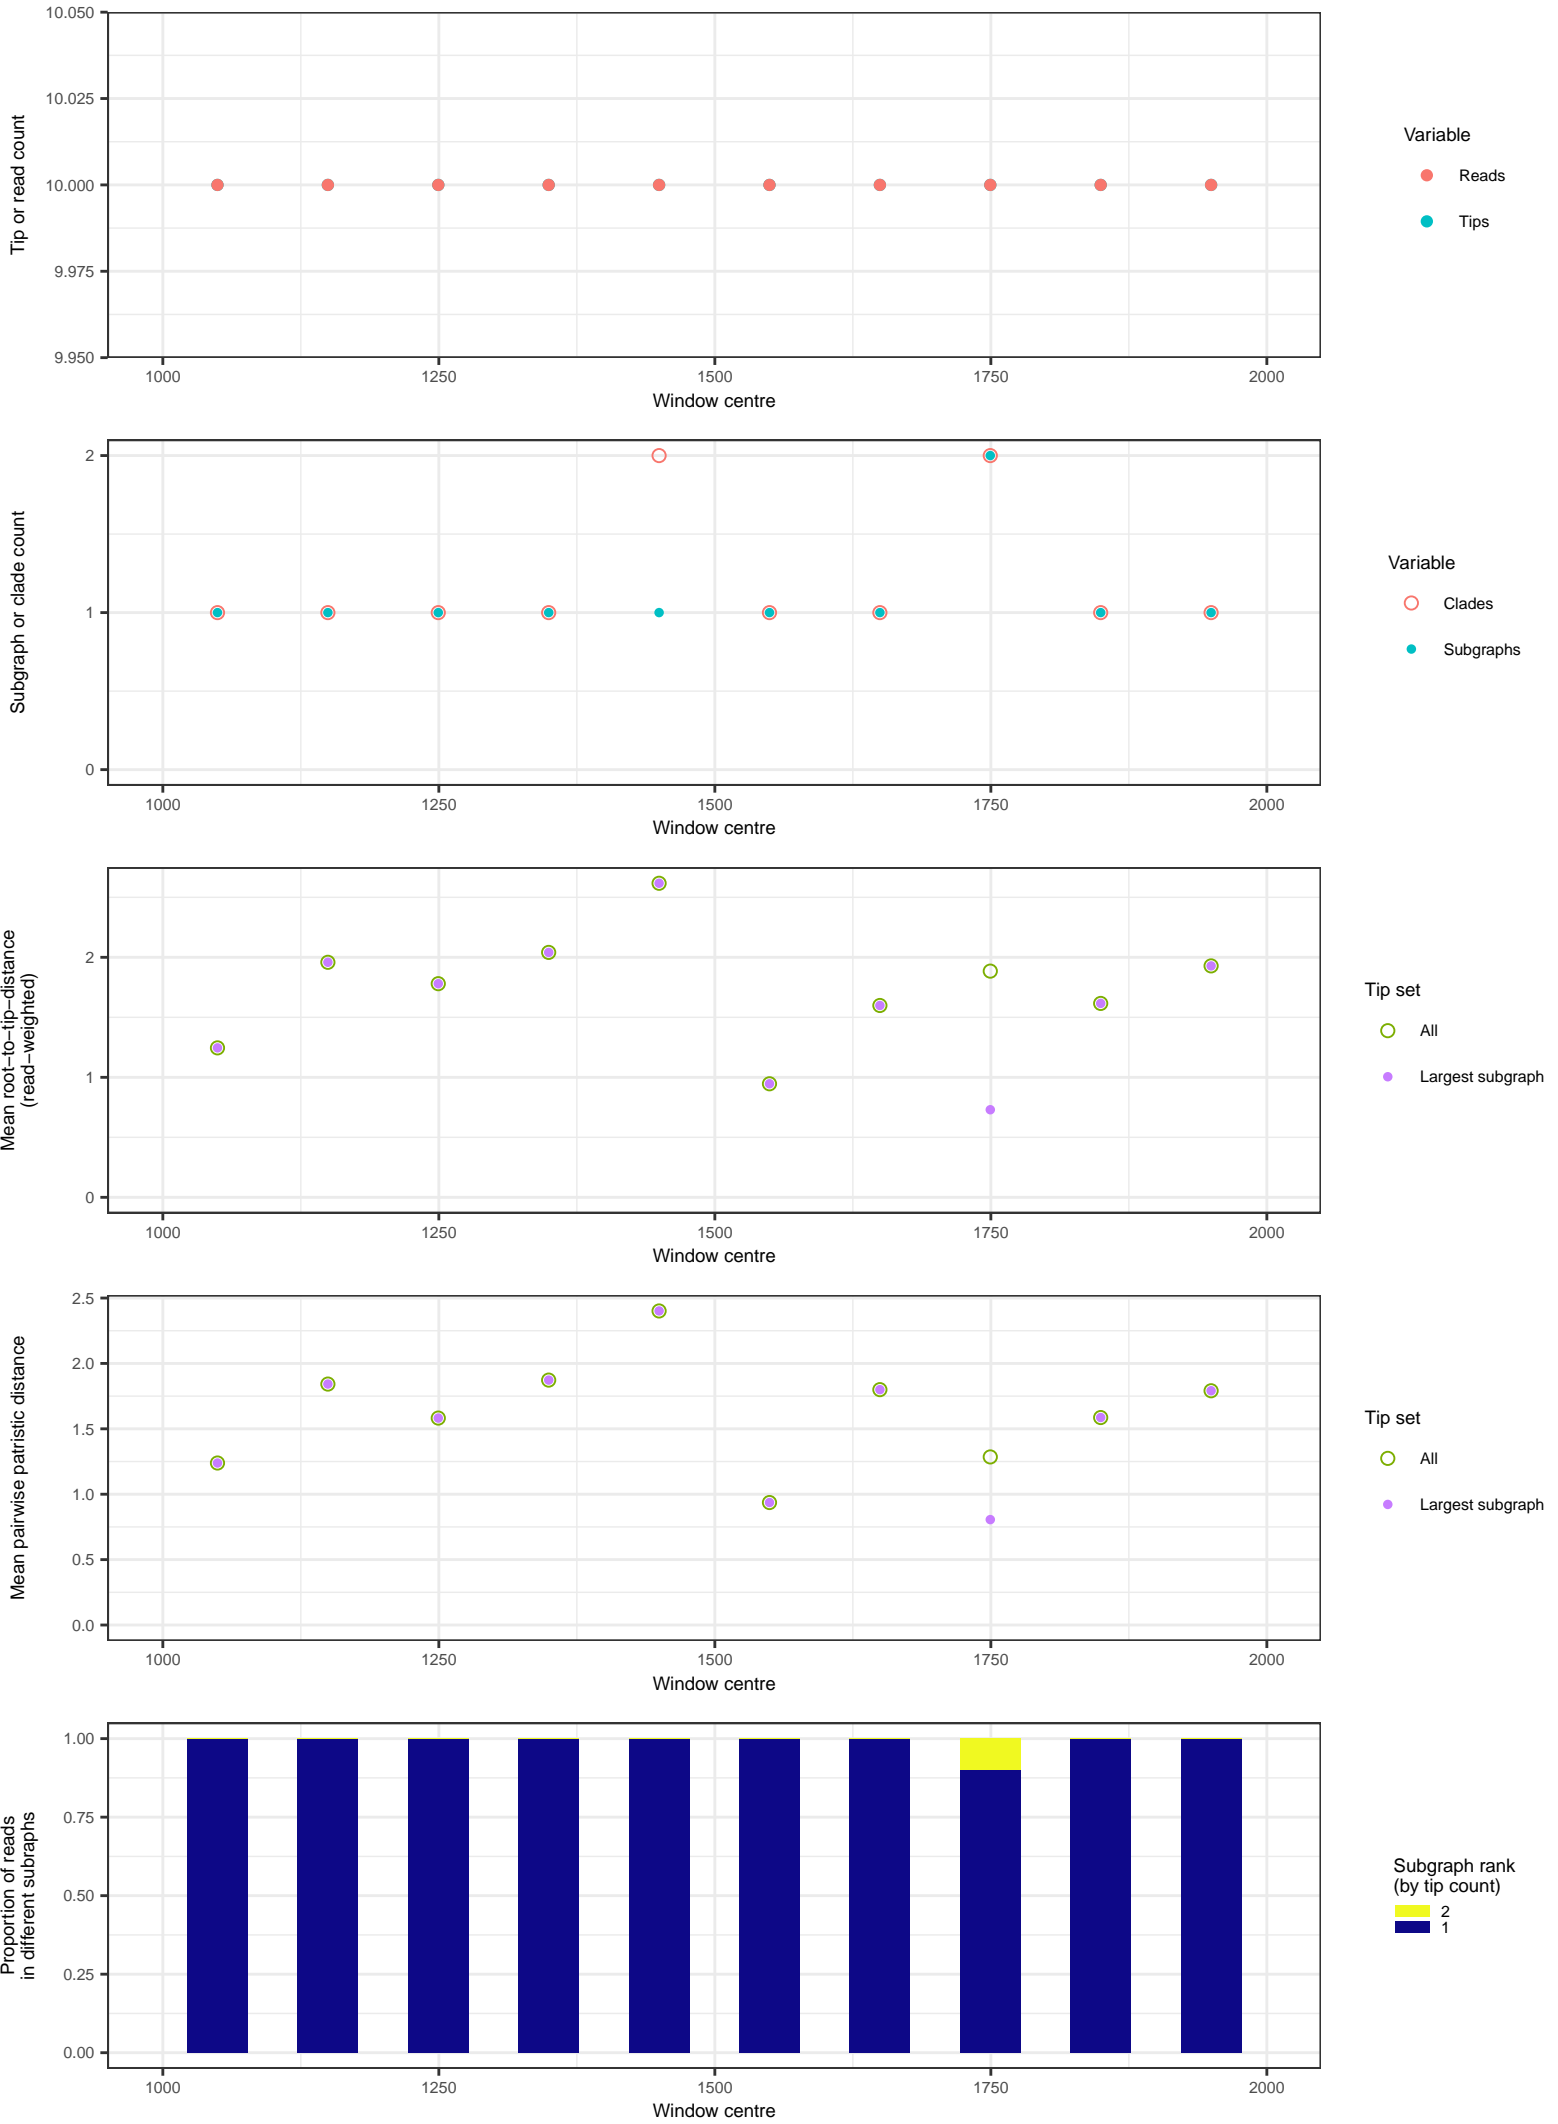 10.050
10.025
10.000
9.975
9.950
Tip or read count
1000
1250
1500
1750
2000
Window centre
Variable
Reads
Tips
2
1
0
Subgraph or clade count
1000
1250
1500
1750
2000
Window centre
Variable
Clades
Subgraphs
2
1
0
Mean root−to−tip−distance
(read−weighted)
1000
1250
1500
1750
2000
Window centre
Tip set
All
Largest subgraph
2.5
2.0
1.5
1.0
0.5
0.0
Mean pairwise patristic distance
1000
1250
1500
1750
2000
Window centre
Tip set
All
Largest subgraph
1.00
0.75
0.50
0.25
0.00
Proportion of reads
in different subraphs
1000
1250
1500
1750
2000
Window centre
Subgraph rank
(by tip count)
2
1